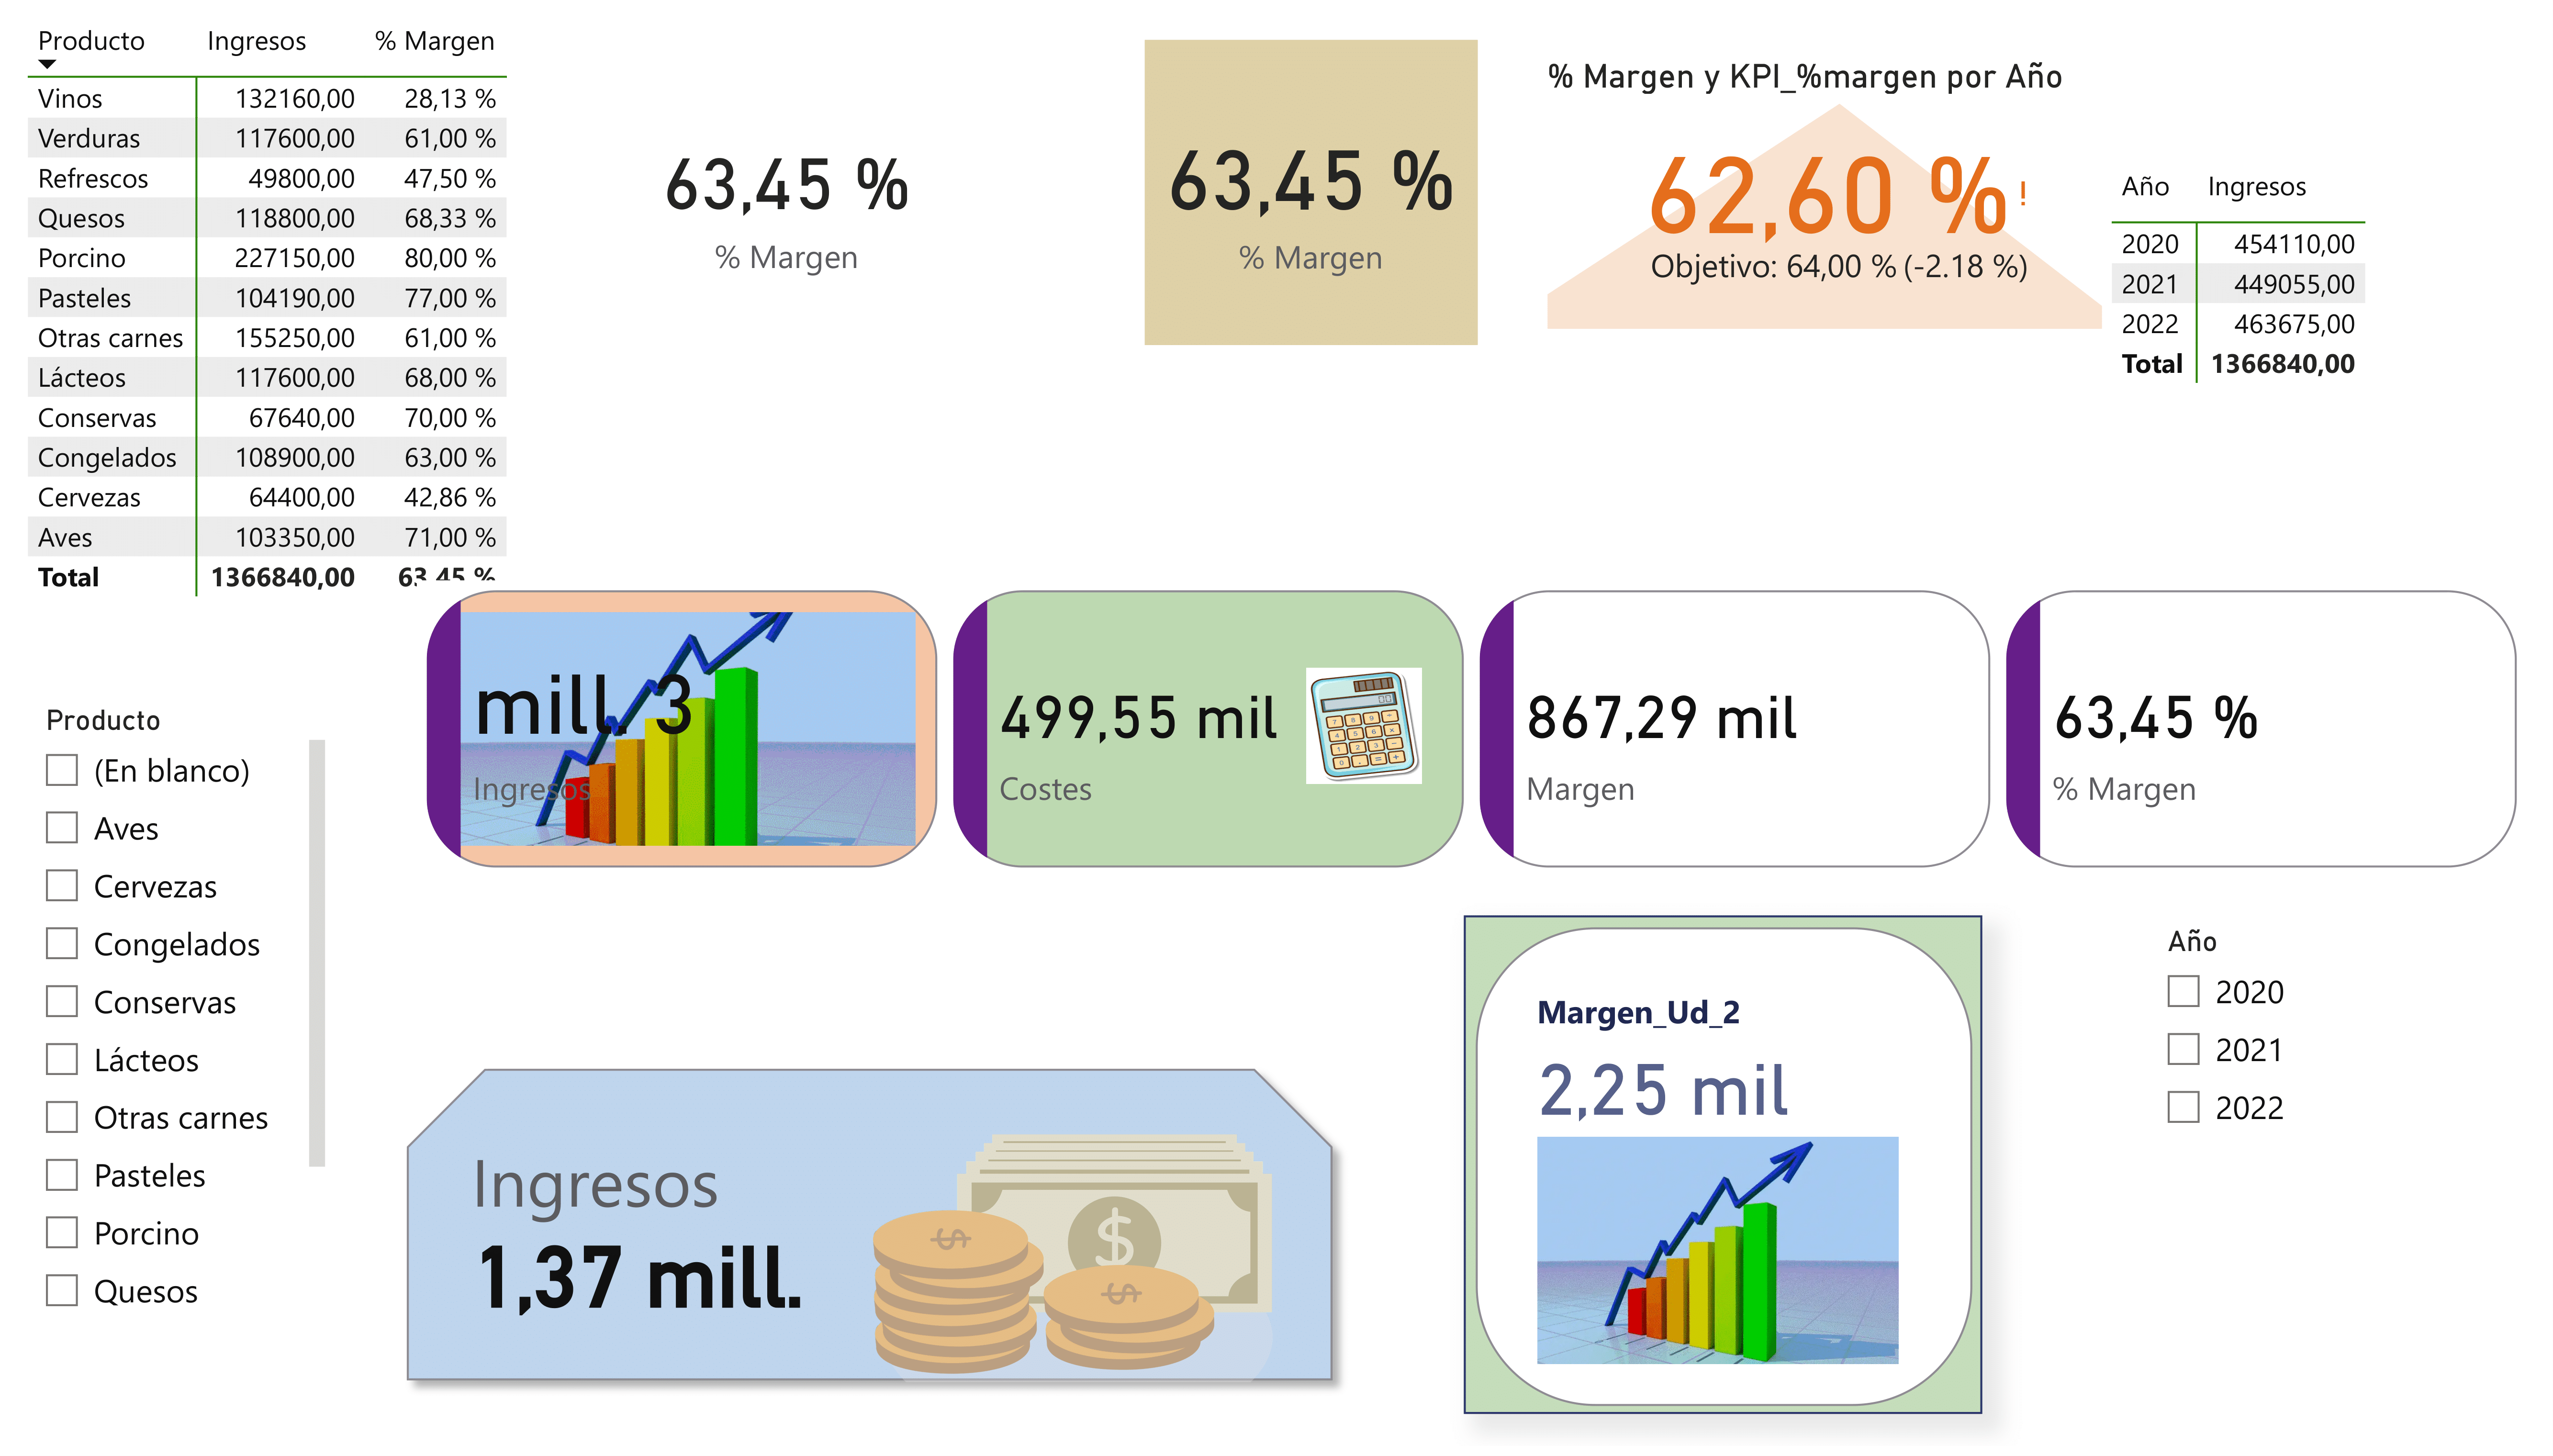 Producto Ingresos % Margen
Vinos 132160,00 28,13 %
Verduras 117600,00 61,00 %
Refrescos 49800,00 47,50 %
Quesos 118800,00 68,33 %
Porcino 227150,00 80,00 %
Pasteles 104190,00 77,00 %
Otras carnes 155250,00 61,00 %
Lácteos 117600,00 68,00 %
Conservas 67640,00 70,00 %
Congelados 108900,00 63,00 %
Cervezas 64400,00 42,86 %
Aves 103350,00 71,00 %
Total 1366840,00 63,45 %
63,45 %
% Margen
63,45 %
% Margen
% Margen y KPI_%margen por Año
62,60 % !
Objetivo: 64,00 % (-2.18 %)
Año Ingresos
2020 454110,00
2021 449055,00
2022 463675,00
Total 1366840,00
mill. 3
Ingresos
499,55 mil
Costes
867,29 mil
Margen
63,45 %
% Margen
Producto
(En blanco)
Aves
Cervezas
Congelados
Conservas
Lácteos
Otras carnes
Pasteles
Porcino
Quesos
Ingresos
1,37 mill.
Margen_Ud_2
2,25 mil
Año
2020
2021
2022